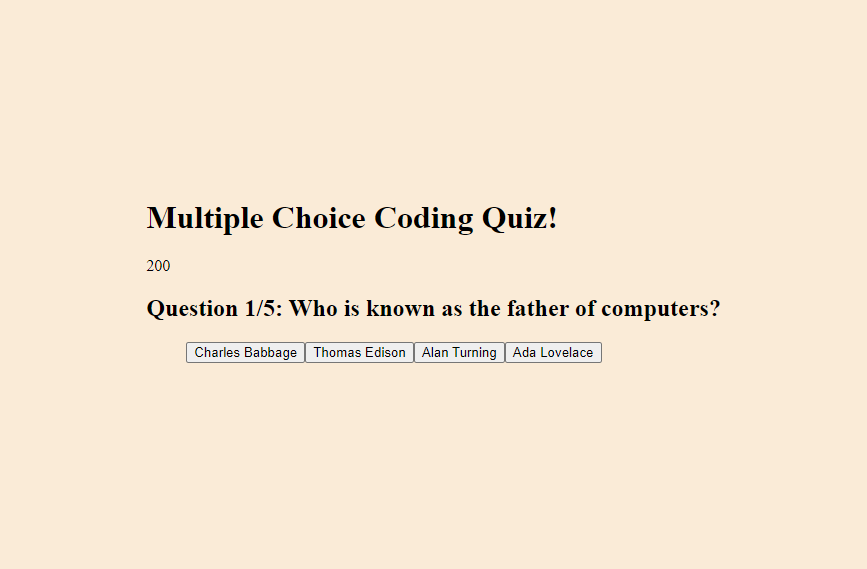 Multiple Choice Coding Quiz!
200
Question 1/5: Who is known as the father of computers?
Charles Babbage Thomas Edison Alan Turning Ada Lovelace